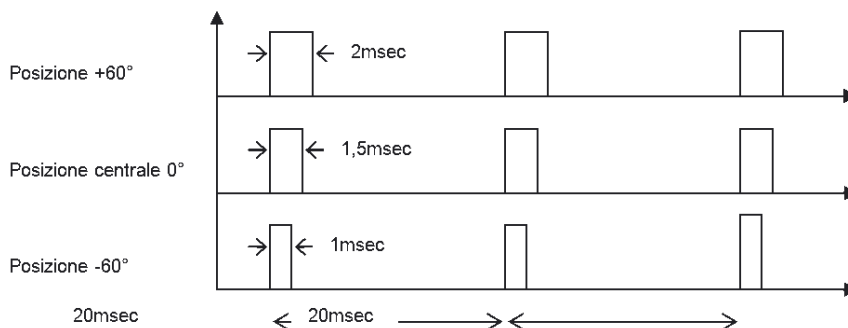 2msec
Posizione +60°
1,5msec
Posizione centrale 0°
1msec
Posizione -60°
20msec 20msec